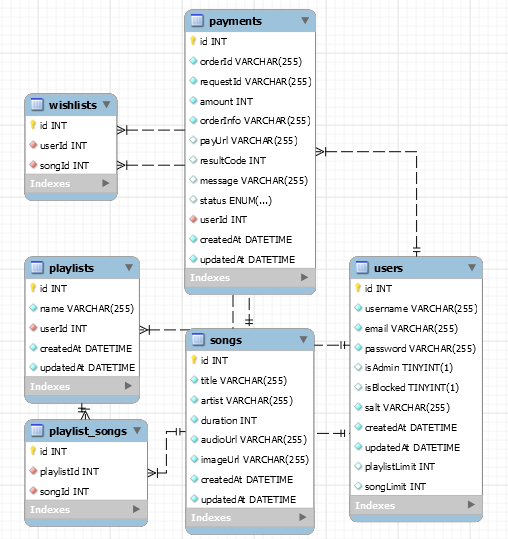 payments
id INT
orderId VARCHAR(255)
requestId VARCHAR(255)
amount INT
orderInfo VARCHAR(255)
payUrl VARCHAR(255)
resultCode INT
message VARCHAR(255)
status ENUM(...)
userId INT
createdAt DATETIME
updatedAt DATETIME
Indexes
wishlists
id INT
userId INT
songId INT
Indexes
playlists
id INT
name VARCHAR(255)
userId INT
createdAt DATETIME
updatedAt DATETIME
Indexes
users
id INT
username VARCHAR(255)
email VARCHAR(255)
password VARCHAR(255)
isAdmin TINYINT(1)
isBlocked TINYINT(1)
salt VARCHAR(255)
createdAt DATETIME
updatedAt DATETIME
playlistLimit INT
songLimit INT
Indexes
songs
id INT
title VARCHAR(255)
artist VARCHAR(255)
duration INT
audioUrl VARCHAR(255)
imageUrl VARCHAR(255)
createdAt DATETIME
updatedAt DATETIME
Indexes
playlist_songs
id INT
playlistId INT
songId INT
Indexes